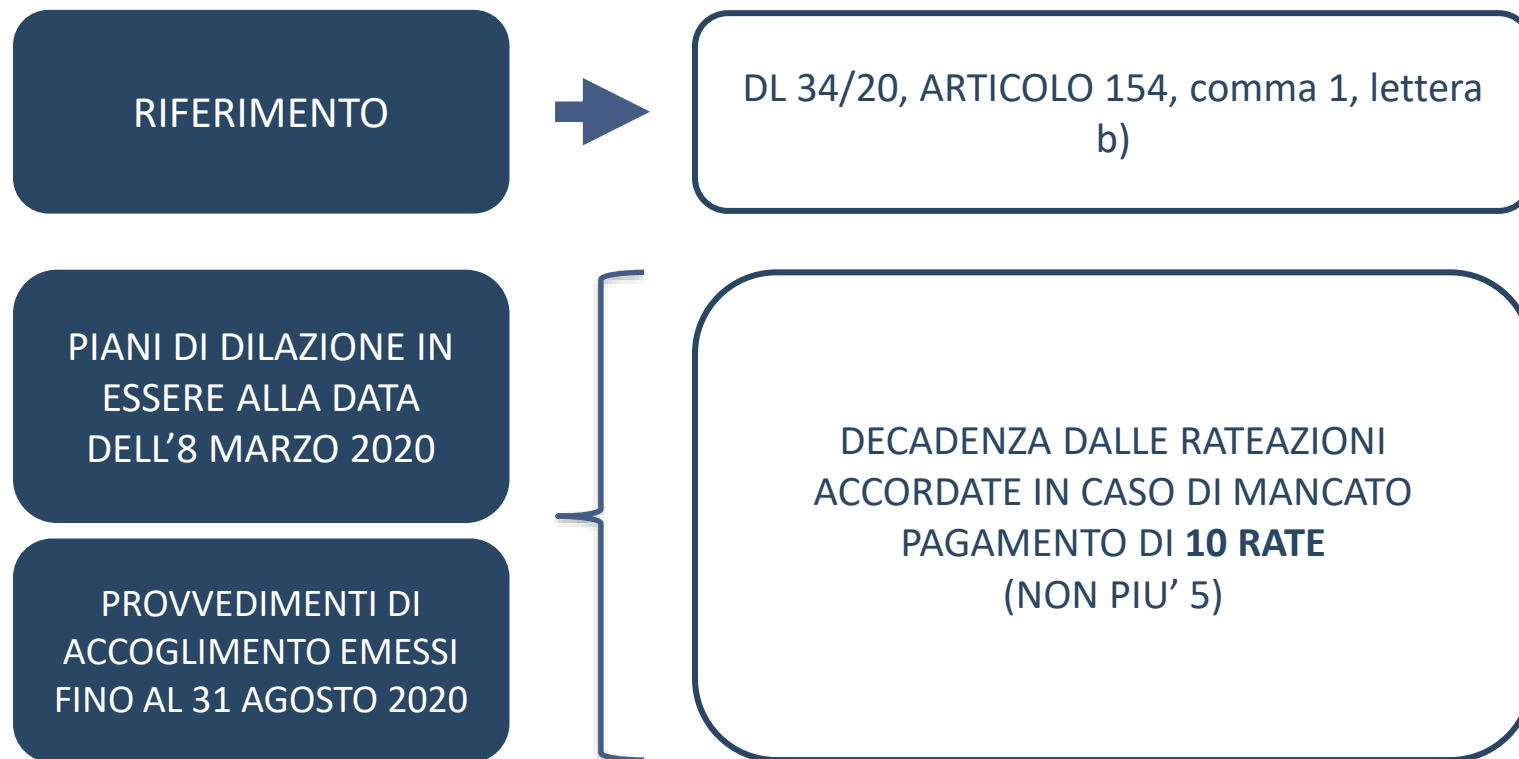 RIFERIMENTO
DL 34/20, ARTICOLO 154, comma 1, lettera
b)
PIANI DI DILAZIONE IN
ESSERE ALLA DATA
DELL’8 MARZO 2020
PROVVEDIMENTI DI
ACCOGLIMENTO EMESSI
FINO AL 31 AGOSTO 2020
DECADENZA DALLE RATEAZIONI
ACCORDATE IN CASO DI MANCATO
PAGAMENTO DI 10 RATE
(NON PIU’ 5)